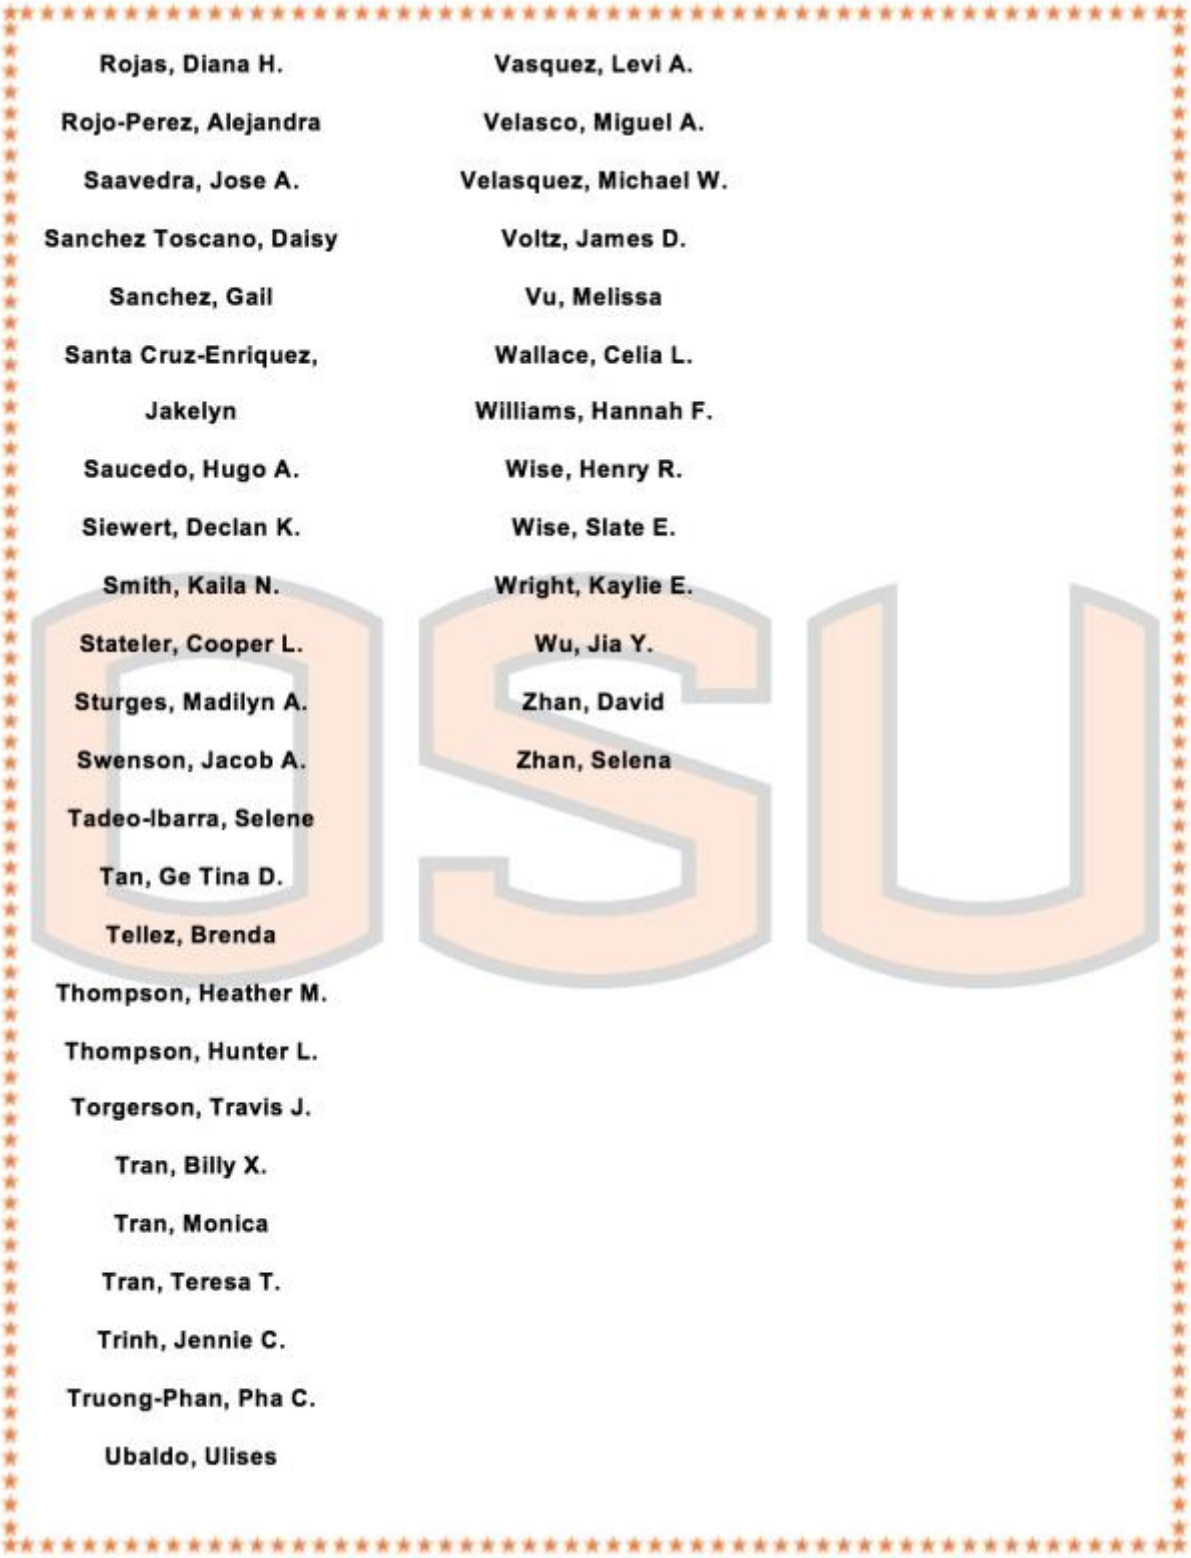 Rojas, Diana H.
Rojo-Perez, Alejandra
Saavedra, Jose A.
Sanchez Toscano, Daisy
Sanchez, Gail
Santa Cruz-Enriquez,
Jakelyn
Saucedo, Hugo A.
Siewert, Declan K.
Smith, Kaila N.
Stateler, Cooper L.
Sturges, Madilyn A.
Swenson, Jacob A.
Tadeo-Ibarra, Selene
Tan, Ge Tina D.
Tellez, Brenda
Thompson, Heather M.
Thompson, Hunter L.
Torgerson, Travis J.
Tran, Billy X.
Tran, Monica
Tran, Teresa T.
Trinh, Jennie C.
Truong-Phan, Pha C.
Ubaldo, Ulises
Vasquez, Levi A.
Velasco, Miguel A.
Velasquez, Michael W.
Voltz, James D.
Vu, Melissa
Wallace, Celia L.
Williams, Hannah F.
Wise, Henry R.
Wise, Slate E.
Wright, Kaylie E.
Wu, Jia Y.
Zhan, David
Zhan, Selena
OSU